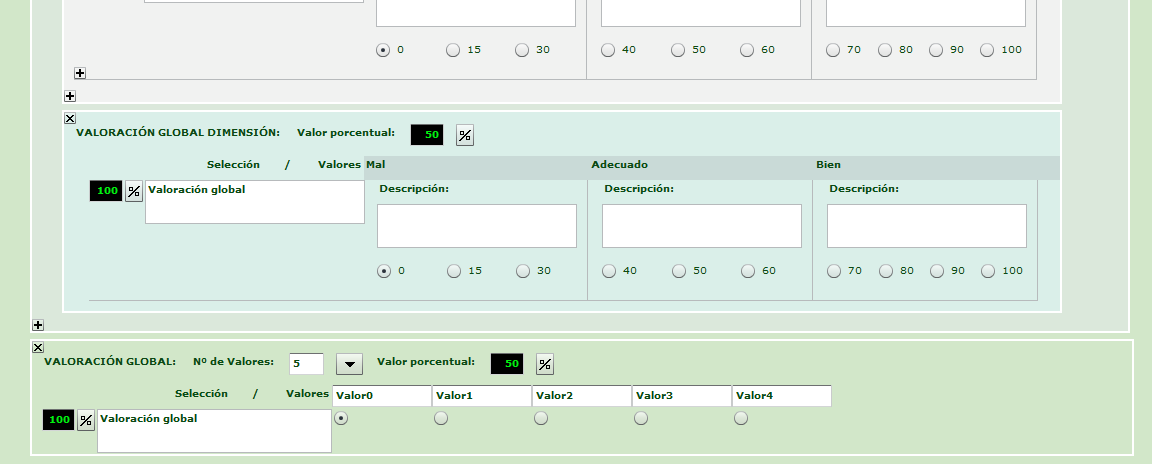 0 15 30 40 50 60 70 80 90 100
VALORACIÓN GLOBAL DIMENSIÓN: Valor porcentual: 50 %
Selección / Valores Mal Adecuado Bien
100 % Valoración global Descripción: Descripción: Descripción:
0 15 30 40 50 60 70 80 90 100
VALORACIÓN GLOBAL: Nº de Valores: 5 Valor porcentual: 50 %
Selección / Valores Valor0 Valor1 Valor2 Valor3 Valor4
100 % Valoración global